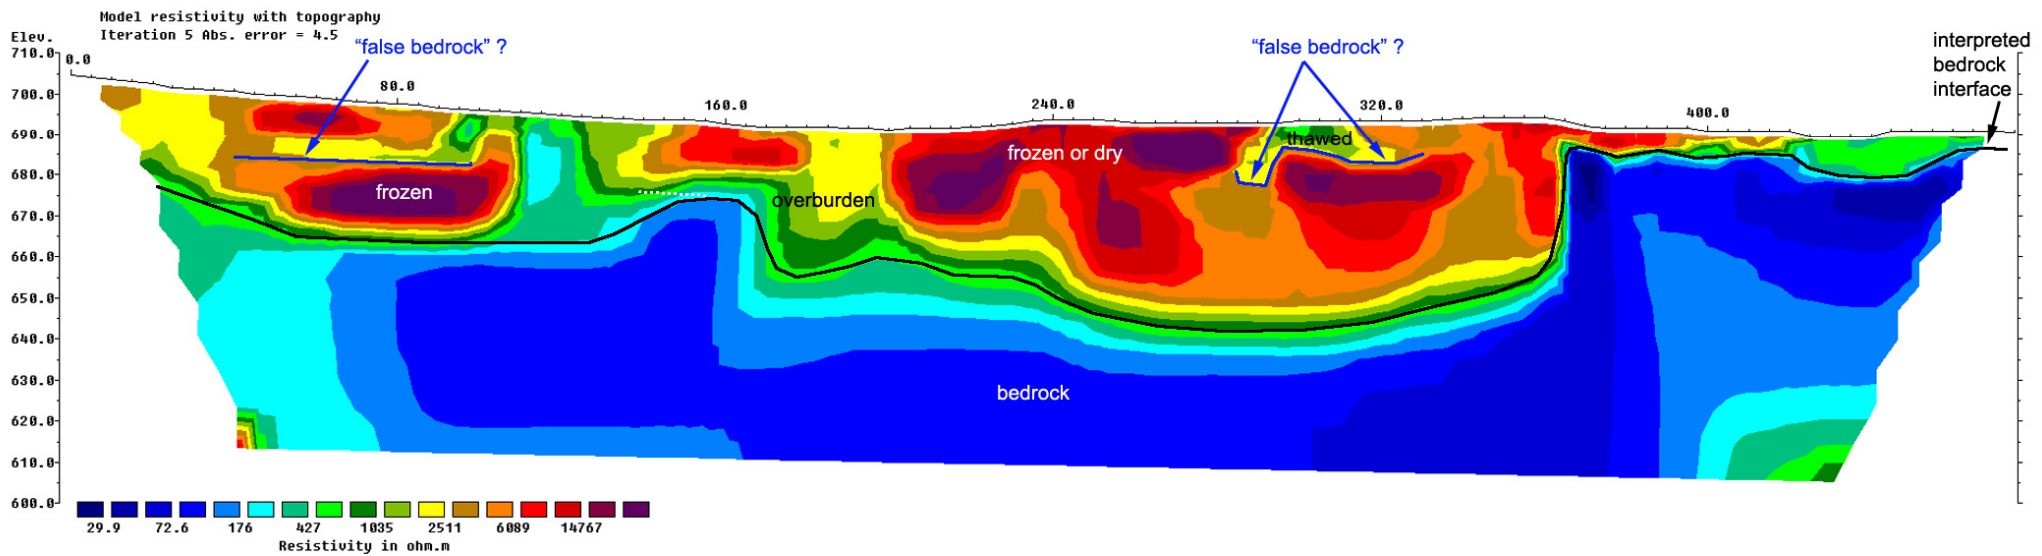 Model resistivity with topography
Iteration 5 Abs. error = 4.5
Elev.
“false bedrock” ?
“false bedrock” ?
interpreted
bedrock
interface
710.0
700.0
690.0
680.0
670.0
660.0
650.0
640.0
630.0
620.0
610.0
600.0
0.0
80.0
160.0
240.0
320.0
400.0
thawed
frozen or dry
frozen
overburden
bedrock
29.9 72.6 176 427 1035 2511 6089 14767
Resistivity in ohm.m